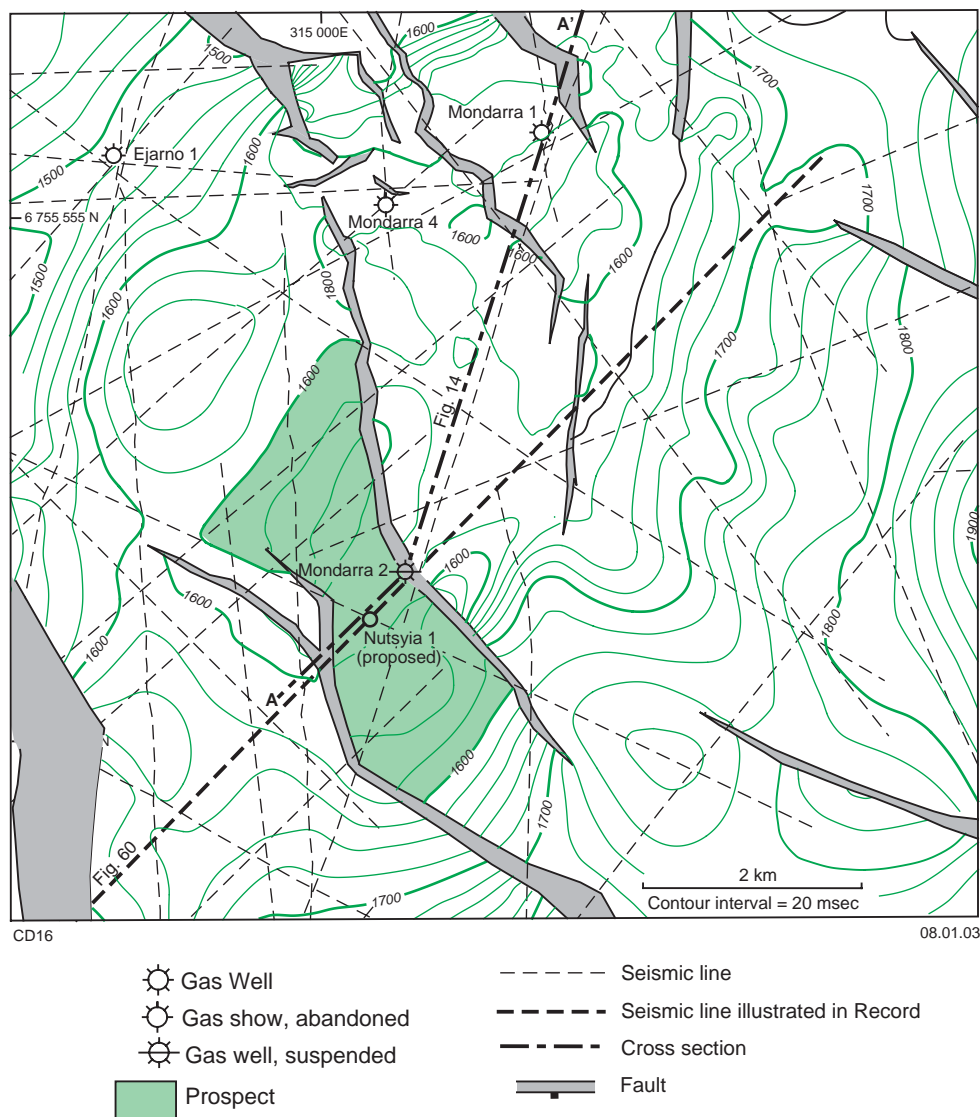 315 000E
A'
1500
1600
1700
Mondarra 1
Ejarno 1
1600
1500
6 755 555 N
Mondarra 4
1600
1600
1700
1500
1600
1800
1600
1700
1800
1600
Fig. 14
1900
Mondarra 2
1600
Nutsyia 1
(proposed)
1600
1600
1800
A
N
1600
1700
Fig. 60
1700
2 km
Contour interval = 20 msec
CD16
08.01.03
Gas Well
Gas show, abandoned
Gas well, suspended
Prospect
Seismic line
Seismic line illustrated in Record
Cross section
Fault